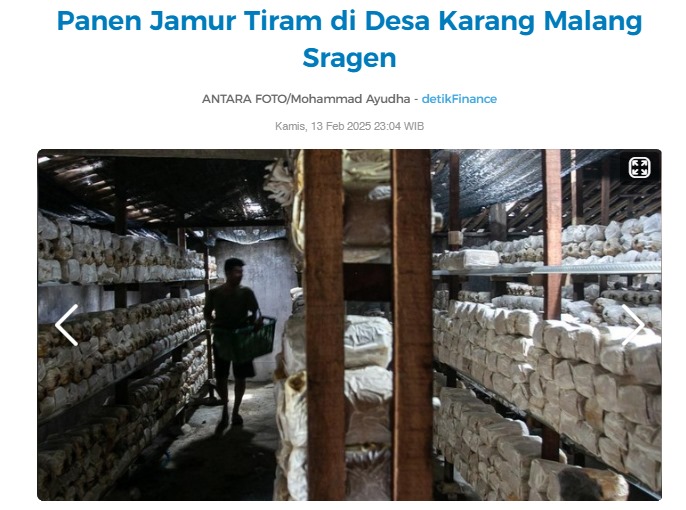 Panen Jamur Tiram di Desa Karang Malang
Sragen
ANTARA FOTO/Mohammad Ayudha - detikFinance
Kamis, 13 Feb 2025 23:04 WIB